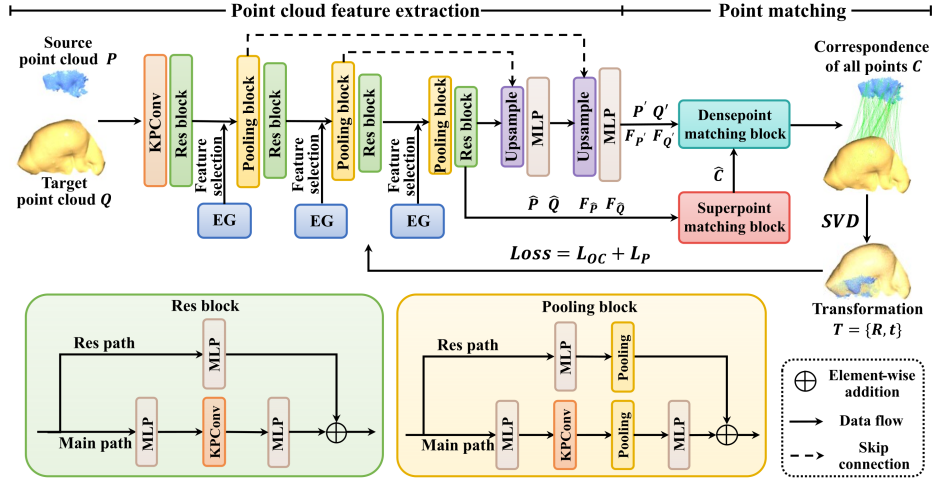 Point cloud feature extraction
Point matching
Source
point cloud P
Target
point cloud Q
KPConv
Res block
Feature
selection
EG
Pooling block
Res block
Feature
selection
EG
Pooling block
Res block
Feature
selection
EG
Pooling block
Res block
Upsample
MLP
Upsample
MLP
P′ Q′
F_P′ F_Q′
P̂ Q̂ F_P̂ F_Q̂
Densepoint
matching block
Ĉ
Superpoint
matching block
Correspondence
of all points C
SVD
Loss = L_OC + L_P
Transformation
T = {R, t}
Res block
Res path
MLP
Main path
MLP
KPConv
MLP
Pooling block
Res path
MLP
Pooling
Main path
MLP
KPConv
Pooling
MLP
Element-wise
addition
Data flow
Skip
connection